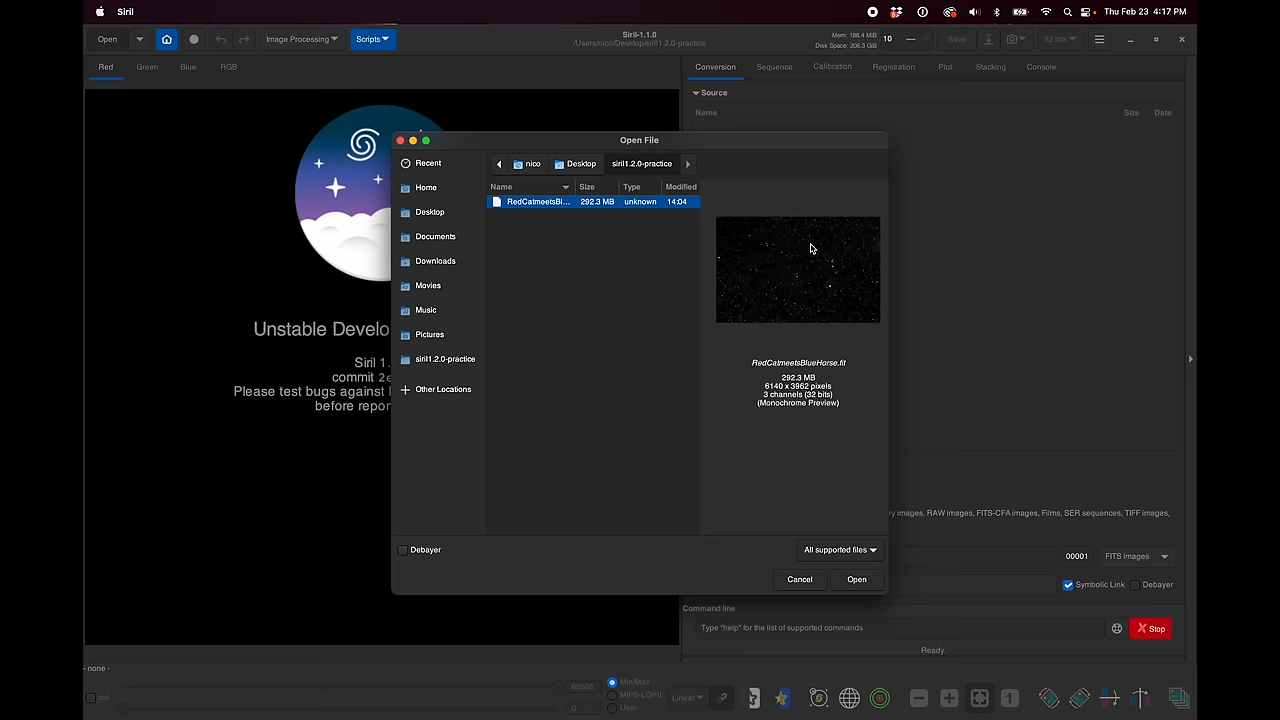 Siril
Thu Feb 23 4:17 PM
Open
Image Processing
Scripts
Siril-1.1.0
/Users/nico/Desktop/siril1.2.0-practice
Mem: 188.4 MiB
Disk Space: 206.3 GiB
10
Save
32 bits
Red
Green
Blue
RGB
Conversion
Sequence
Calibration
Registration
Plot
Stacking
Console
Source
Name
Size
Date
Open File
Recent
Home
Desktop
Documents
Downloads
Movies
Music
Pictures
siril1.2.0-practice
Other Locations
nico
Desktop
siril1.2.0-practice
Name
Size
Type
Modified
RedCatmeetsBl...
292.3 MB
unknown
14:04
RedCatmeetsBlueHorse.fit
292.3 MB
6140 x 3962 pixels
3 channels (32 bits)
(Monochrome Preview)
Debayer
All supported files
Cancel
Open
Unstable Develo
Siril 1.
commit 2
Please test bugs against
before repor
ry images, RAW images, FITS-CFA images, Films, SER sequences, TIFF images,
00001
FITS images
Symbolic Link
Debayer
Command line
Type "help" for the list of supported commands
Stop
Ready.
- none -
cut
65535
0
Min/Max
MIPS-LO/HI
User
Linear
1